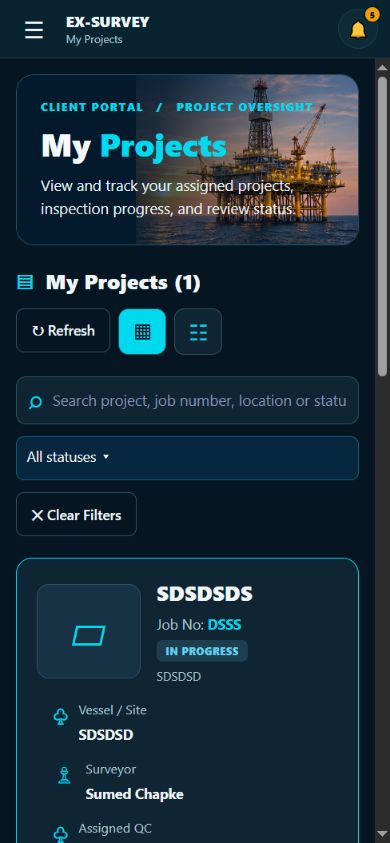 EX-SURVEY
My Projects
5
CLIENT PORTAL / PROJECT OVERSIGHT
My Projects
View and track your assigned projects,
inspection progress, and review status.
My Projects (1)
↻ Refresh
Search project, job number, location or statu
All statuses
✕ Clear Filters
SDSDSDS
Job No: DSSS
IN PROGRESS
SDSDSD
Vessel / Site
SDSDSD
Surveyor
Sumed Chapke
Assigned QC